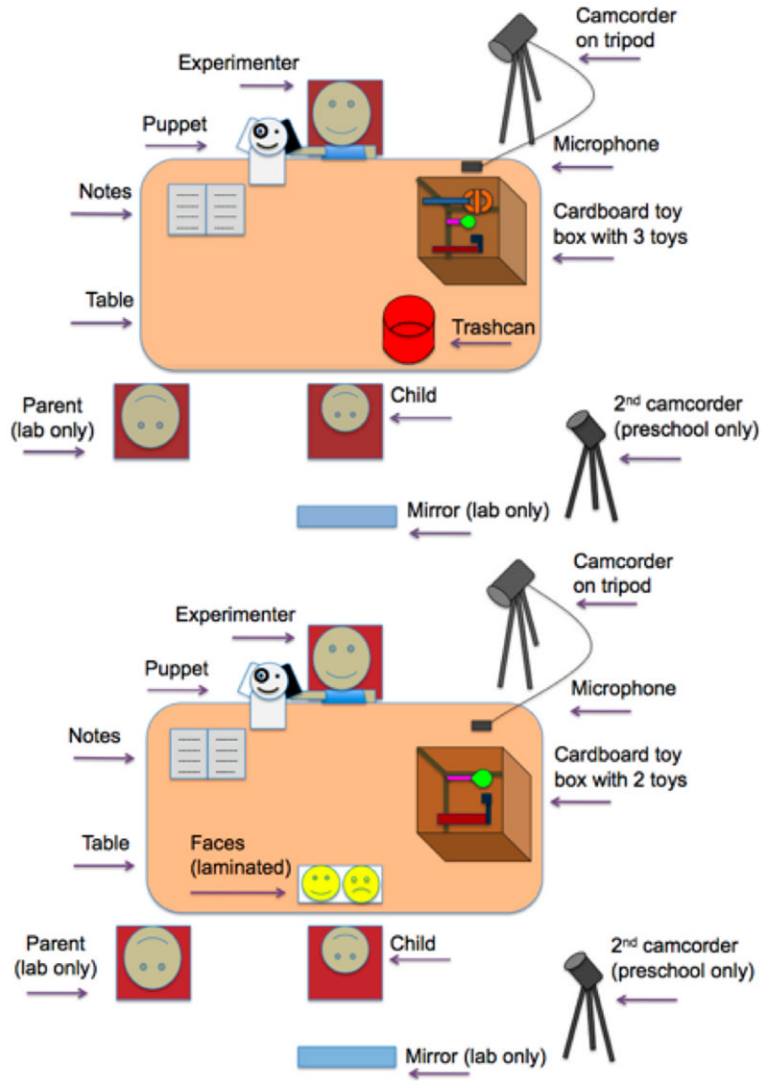 Camcorder
on tripod
Experimenter
Puppet
Microphone
Notes
Cardboard toy
box with 3 toys
Table
Trashcan
Parent
(lab only)
Child
2nd camcorder
(preschool only)
Mirror (lab only)
Camcorder
on tripod
Experimenter
Puppet
Microphone
Notes
Cardboard toy
box with 2 toys
Table
Faces
(laminated)
Parent
(lab only)
Child
2nd camcorder
(preschool only)
Mirror (lab only)